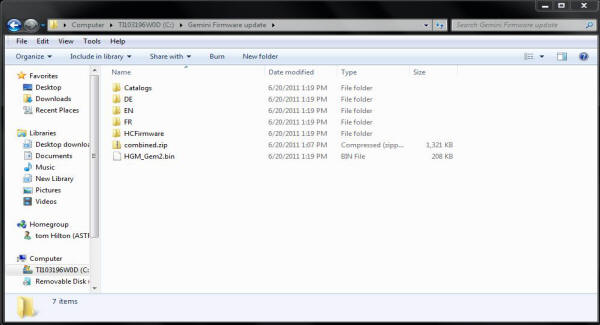 Computer ▸ TI103196W0D (C:) ▸ Gemini Firmware update ▸
Search Gemini Firmware update
File Edit View Tools Help
Organize Include in library Share with Burn New folder
Name Date modified Type Size
Favorites
Desktop
Downloads
Recent Places
Libraries
Desktop downloa
Documents
Music
New Library
Pictures
Videos
Homegroup
tom Hilton (ASTR
Computer
TI103196W0D (C:
Removable Disk (
Catalogs 6/20/2011 1:19 PM File folder
DE 6/20/2011 1:19 PM File folder
EN 6/20/2011 1:19 PM File folder
FR 6/20/2011 1:19 PM File folder
HCFirmware 6/20/2011 1:19 PM File folder
combined.zip 6/20/2011 1:07 PM Compressed (zipp... 1,321 KB
HGM_Gem2.bin 6/20/2011 1:19 PM BIN File 208 KB
7 items